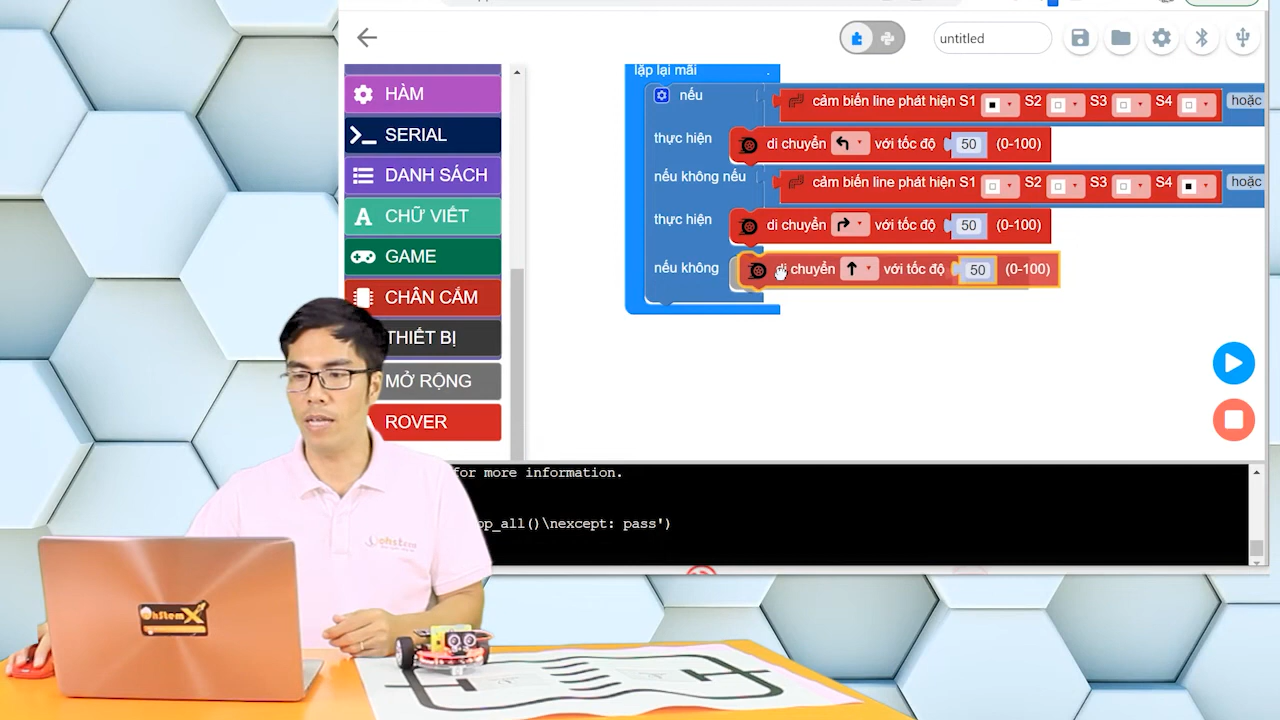 untitled
HÀM
SERIAL
DANH SÁCH
CHỮ VIẾT
GAME
CHÂN CẮM
THIẾT BỊ
MỞ RỘNG
ROVER
lặp lại mãi
nếu
cảm biến line phát hiện S1 S2 S3 S4
hoặc
thực hiện
di chuyển với tốc độ 50 (0-100)
nếu không nếu
cảm biến line phát hiện S1 S2 S3 S4
hoặc
thực hiện
di chuyển với tốc độ 50 (0-100)
nếu không
di chuyển với tốc độ 50 (0-100)
for more information.
op_all()\nexcept: pass')
ohstem
OhStem X